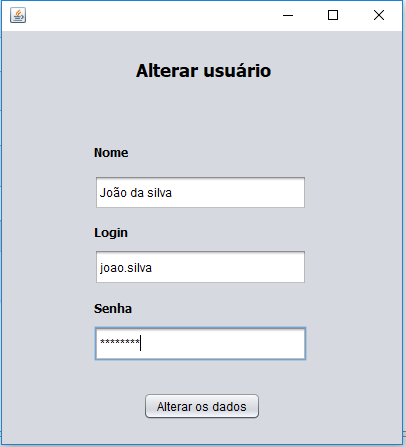 Alterar usuário
Nome
João da silva
Login
joao.silva
Senha
********
Alterar os dados